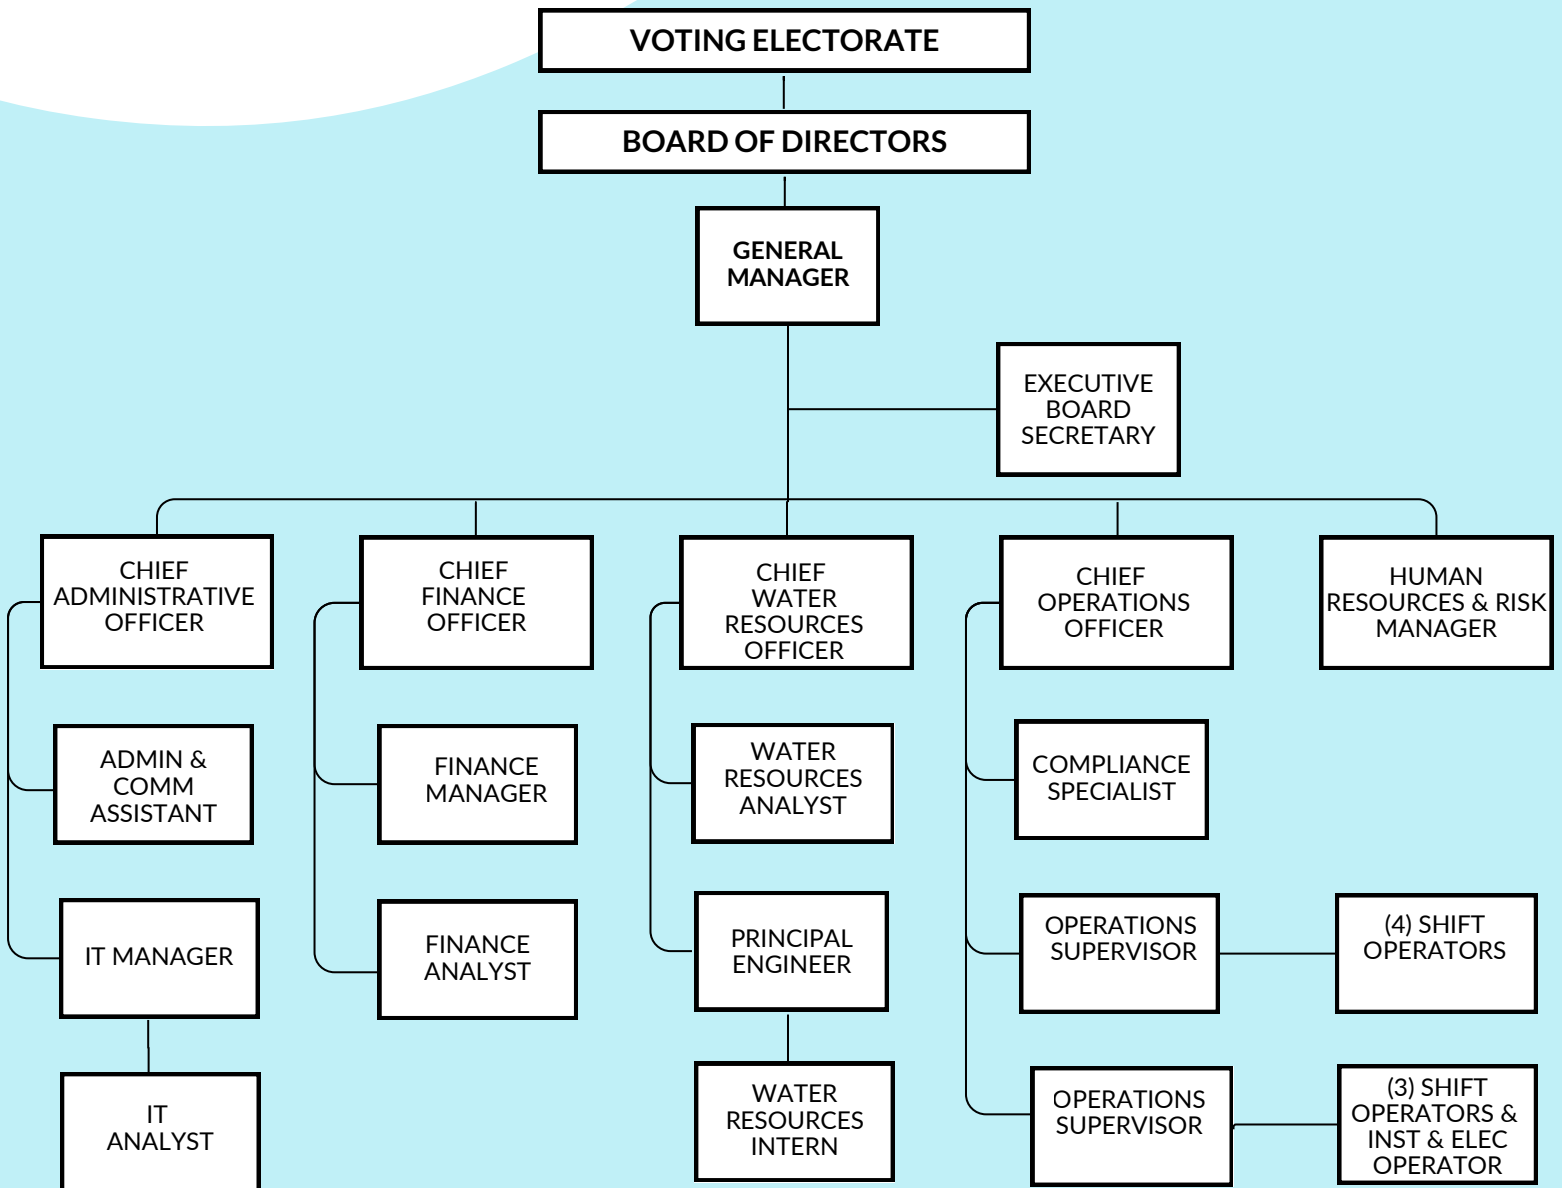 VOTING ELECTORATE
BOARD OF DIRECTORS
GENERAL
MANAGER
EXECUTIVE
BOARD
SECRETARY
CHIEF
ADMINISTRATIVE
OFFICER
CHIEF
FINANCE
OFFICER
CHIEF
WATER
RESOURCES
OFFICER
CHIEF
OPERATIONS
OFFICER
HUMAN
RESOURCES & RISK
MANAGER
ADMIN &
COMM
ASSISTANT
FINANCE
MANAGER
WATER
RESOURCES
ANALYST
COMPLIANCE
SPECIALIST
IT MANAGER
FINANCE
ANALYST
PRINCIPAL
ENGINEER
OPERATIONS
SUPERVISOR
(4) SHIFT
OPERATORS
IT
ANALYST
WATER
RESOURCES
INTERN
OPERATIONS
SUPERVISOR
(3) SHIFT
OPERATORS &
INST & ELEC
OPERATOR